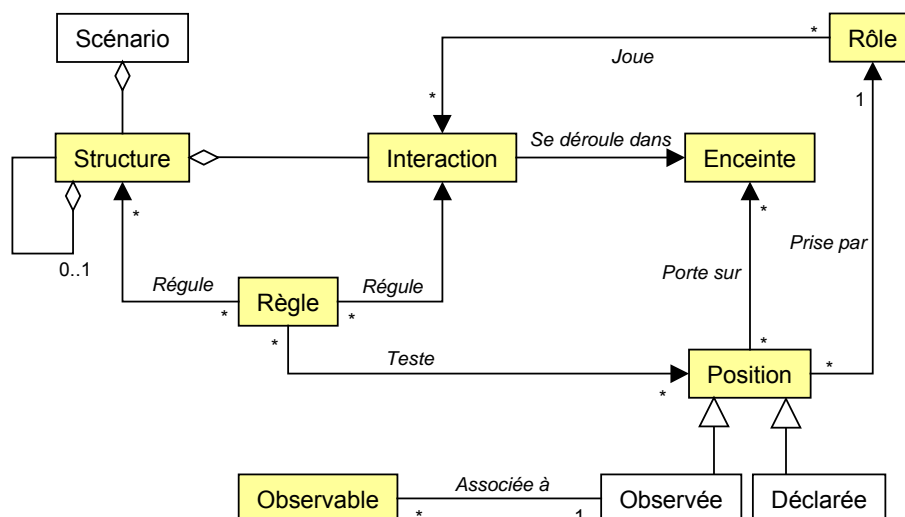 Scénario
Rôle
*
Joue
1
*
Structure
Interaction
Se déroule dans
Enceinte
*
*
Prise par
0..1
Porte sur
Régule
Règle
Régule
*
*
*
*
Teste
*
Position
*
Observable
Associée à
Observée
Déclarée
*
1